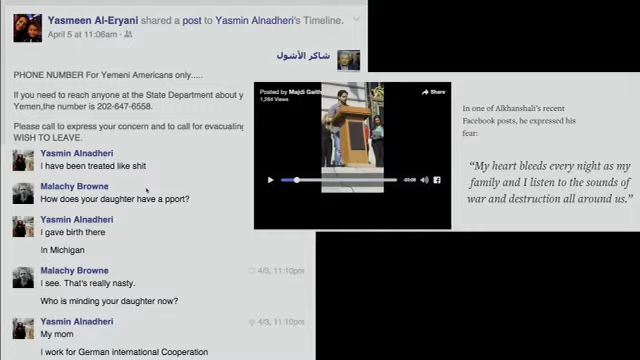 Yasmeen Al-Eryani shared a post to Yasmin Alnadheri's Timeline.
April 5 at 11:06am
شاكر الأشول
PHONE NUMBER For Yemeni Americans only.....
If you need to reach anyone at the State Department about y
Yemen,the number is 202-647-6558.
Please call to express your concern and to call for evacuating
WISH TO LEAVE.
Yasmin Alnadheri
I have been treated like shit
Malachy Browne
How does your daughter have a pport?
Yasmin Alnadheri
I gave birth there
In Michigan
Malachy Browne
4/3, 11:10pm
I see. That's really nasty.
Who is minding your daughter now?
Yasmin Alnadheri
4/3, 11:10pm
My mom
I work for German international Cooperation
Posted by Majdi Gaith
1,284 Views
Share
In one of Alkhanshali's recent
Facebook posts, he expressed his
fear:
“My heart bleeds every night as my
family and I listen to the sounds of
war and destruction all around us.”